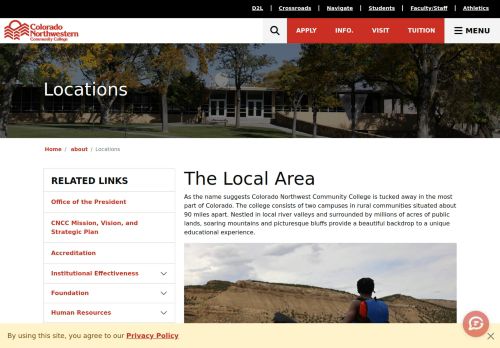 D2L | Crossroads | Navigate | Students | Faculty/Staff | Athletics
Colorado
Northwestern
Community College
APPLY INFO. VISIT TUITION MENU
Locations
Home / about / Locations
RELATED LINKS
Office of the President
CNCC Mission, Vision, and
Strategic Plan
Accreditation
Institutional Effectiveness
Foundation
Human Resources
The Local Area
As the name suggests Colorado Northwest Community College is tucked away in the most
part of Colorado. The college consists of two campuses in rural communities situated about
90 miles apart. Nestled in local river valleys and surrounded by millions of acres of public
lands, soaring mountains and picturesque bluffs provide a beautiful backdrop to a unique
educational experience.
By using this site, you agree to our Privacy Policy